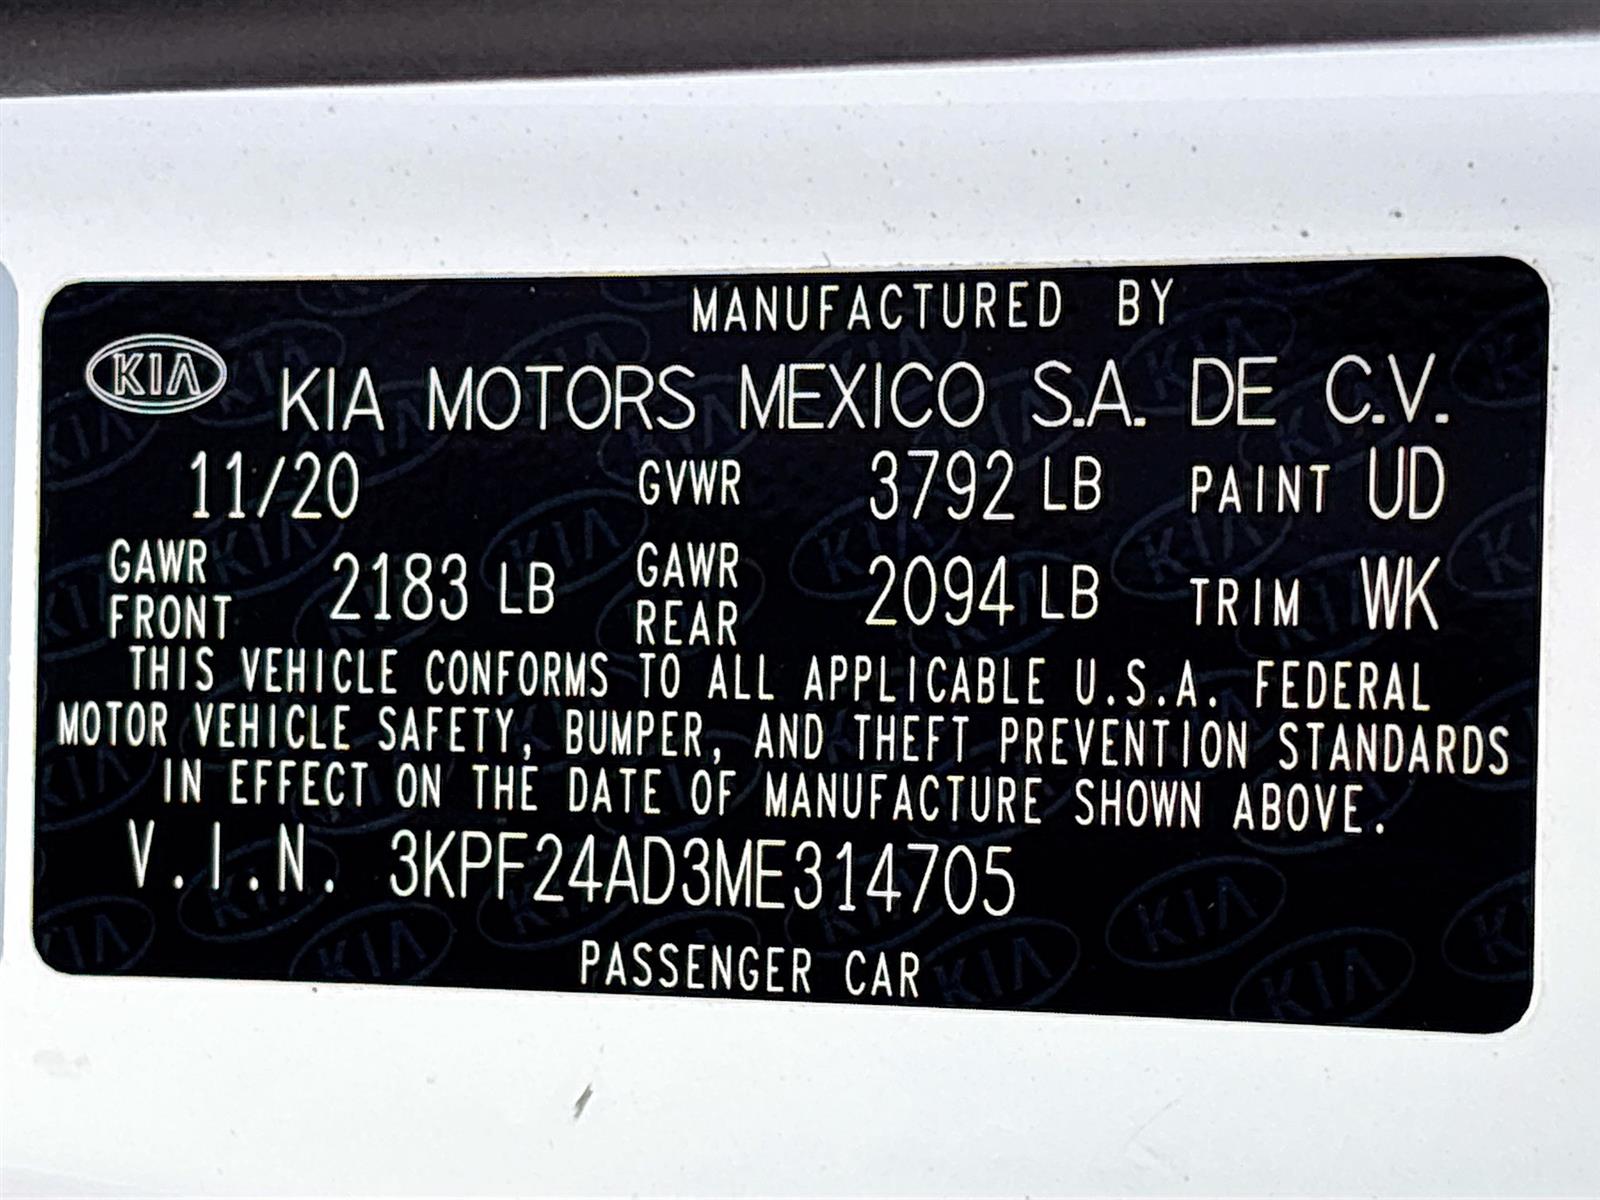 MANUFACTURED BY
KIA KIA MOTORS MEXICO S.A. DE C.V.
11/20 GVWR 3792 LB PAINT UD
GAWR FRONT 2183 LB GAWR REAR 2094 LB TRIM WK
THIS VEHICLE CONFORMS TO ALL APPLICABLE U.S.A. FEDERAL
MOTOR VEHICLE SAFETY, BUMPER, AND THEFT PREVENTION STANDARDS
IN EFFECT ON THE DATE OF MANUFACTURE SHOWN ABOVE.
V.I.N. 3KPF24AD3ME314705
PASSENGER CAR